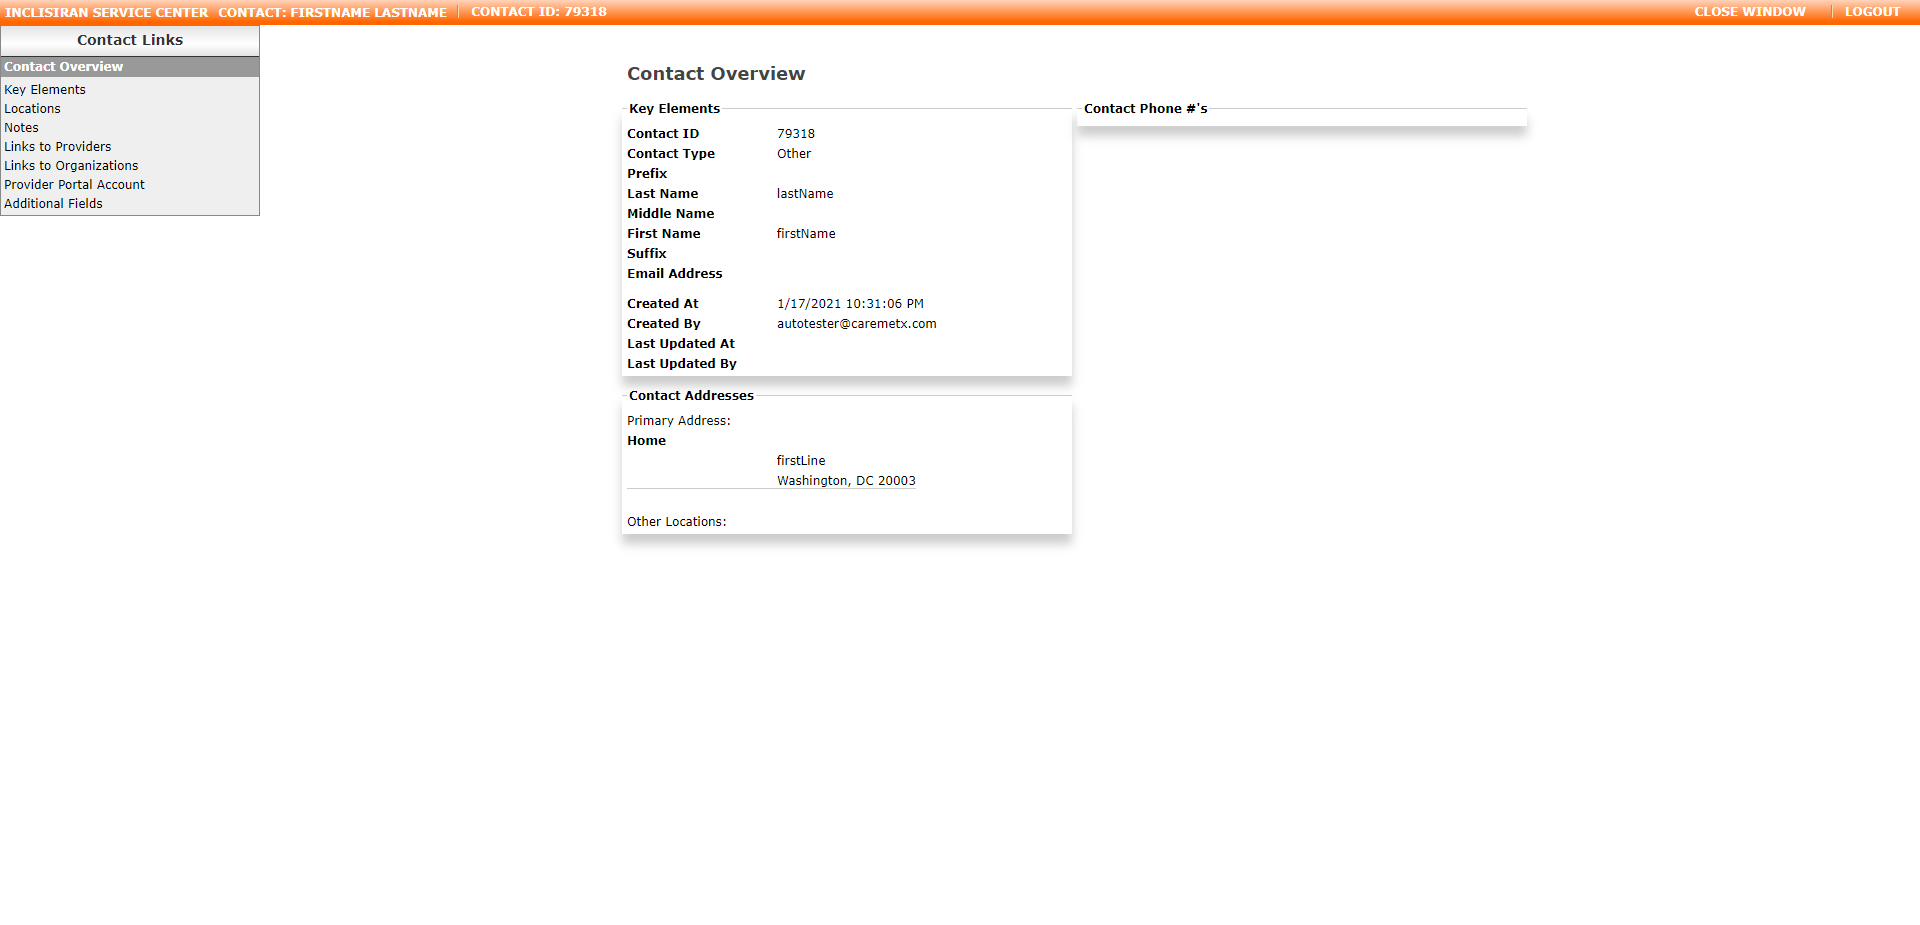 INCLISIRAN SERVICE CENTER CONTACT: FIRSTNAME LASTNAME CONTACT ID: 79318 CLOSE WINDOW LOGOUT
Contact Links
Contact Overview
Key Elements
Locations
Notes
Links to Providers
Links to Organizations
Provider Portal Account
Additional Fields
Contact Overview
Key Elements
Contact ID 79318
Contact Type Other
Prefix
Last Name lastName
Middle Name
First Name firstName
Suffix
Email Address
Created At 1/17/2021 10:31:06 PM
Created By autotester@caremetx.com
Last Updated At
Last Updated By
Contact Addresses
Primary Address:
Home
firstLine
Washington, DC 20003
Other Locations:
Contact Phone #'s